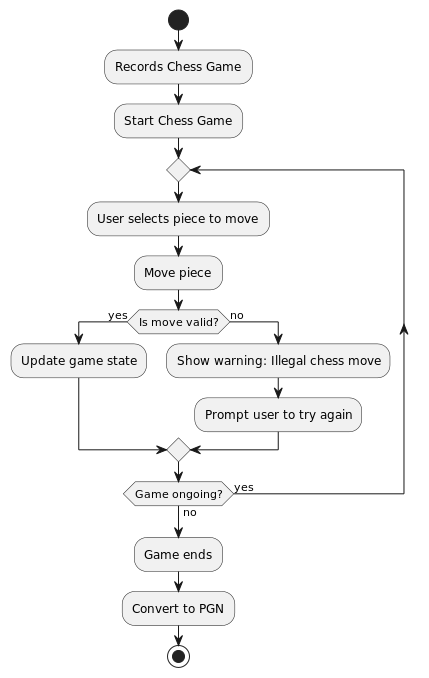 Records Chess Game
Start Chess Game
User selects piece to move
Move piece
Is move valid?
yes
no
Update game state
Show warning: Illegal chess move
Prompt user to try again
Game ongoing?
yes
no
Game ends
Convert to PGN